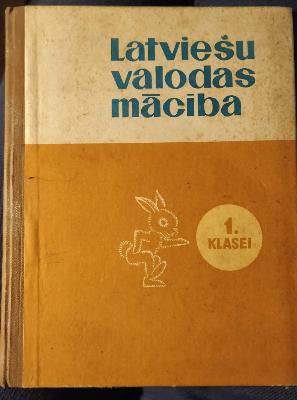 Latviešu
valodas
mācība
1.
KLASEI